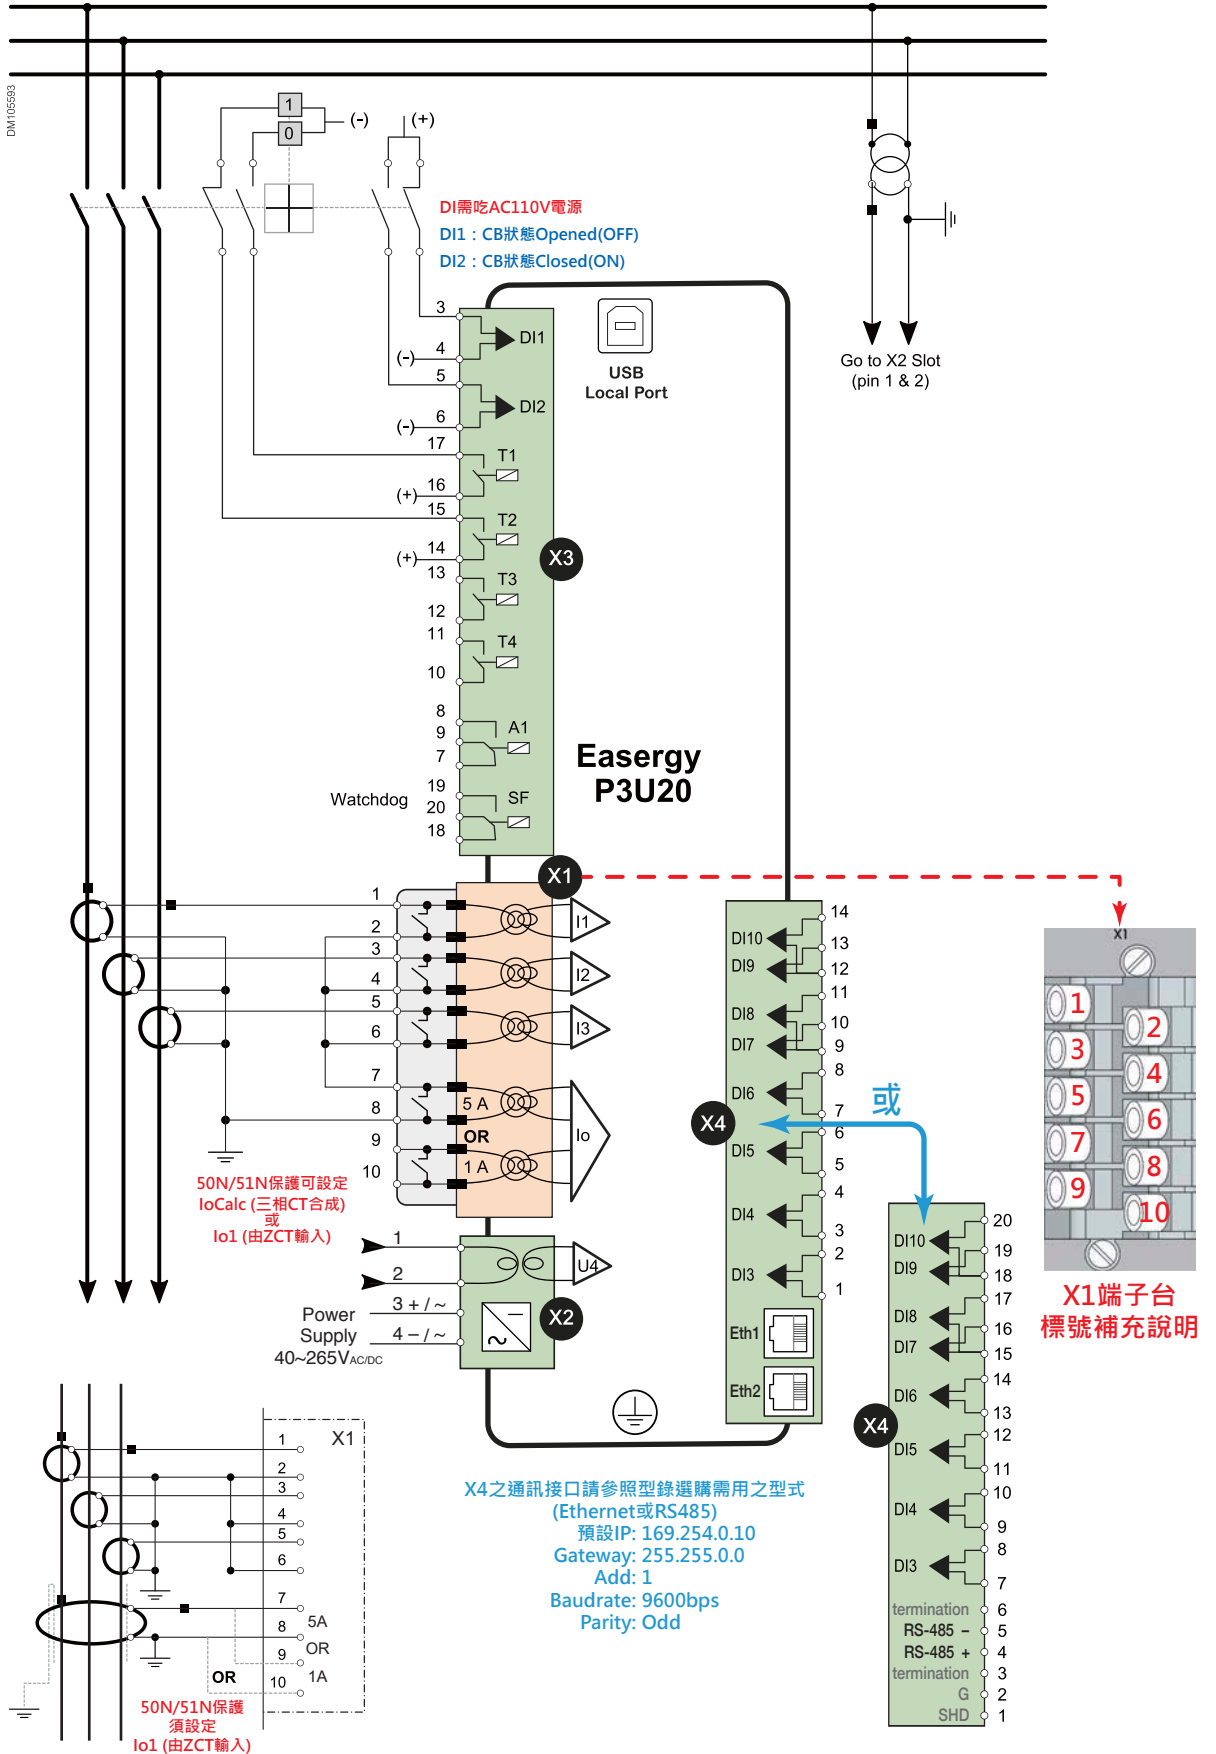 DM105593
1
0
(-)
(+)
DI需吃AC110V電源
DI1：CB狀態Opened(OFF)
DI2：CB狀態Closed(ON)
Go to X2 Slot
(pin 1 & 2)
USB
Local Port
3
DI1
(-)
4
5
DI2
(-)
6
17
T1
(+)
16
15
T2
(+)
14
X3
13
T3
12
11
T4
10
8
9
A1
7
Easergy
P3U20
Watchdog
19
20
SF
18
X1
1
2
I1
3
4
I2
5
6
I3
7
8
5 A
OR
Io
9
10
1 A
50N/51N保護可設定
IoCalc (三相CT合成)
或
Io1 (由ZCT輸入)
1
2
U4
X2
Power
Supply
40~265VAC/DC
3 + / ~
4 – / ~
14
DI10
13
DI9
12
11
DI8
10
DI7
9
8
DI6
7
X4
6
DI5
5
4
DI4
3
2
DI3
1
Eth1
Eth2
或
X1
1
2
3
4
5
6
7
8
9
10
X1端子台
標號補充說明
20
DI10
19
DI9
18
17
DI8
16
DI7
15
14
DI6
13
X4
12
DI5
11
10
DI4
9
8
DI3
7
termination 6
RS-485 – 5
RS-485 + 4
termination 3
G 2
SHD 1
X4之通訊接口請參照型錄選購需用之型式
(Ethernet或RS485)
預設IP: 169.254.0.10
Gateway: 255.255.0.0
Add: 1
Baudrate: 9600bps
Parity: Odd
X1
1
2
3
4
5
6
7
5A
8
OR
9
1A
10
OR
50N/51N保護
須設定
Io1 (由ZCT輸入)